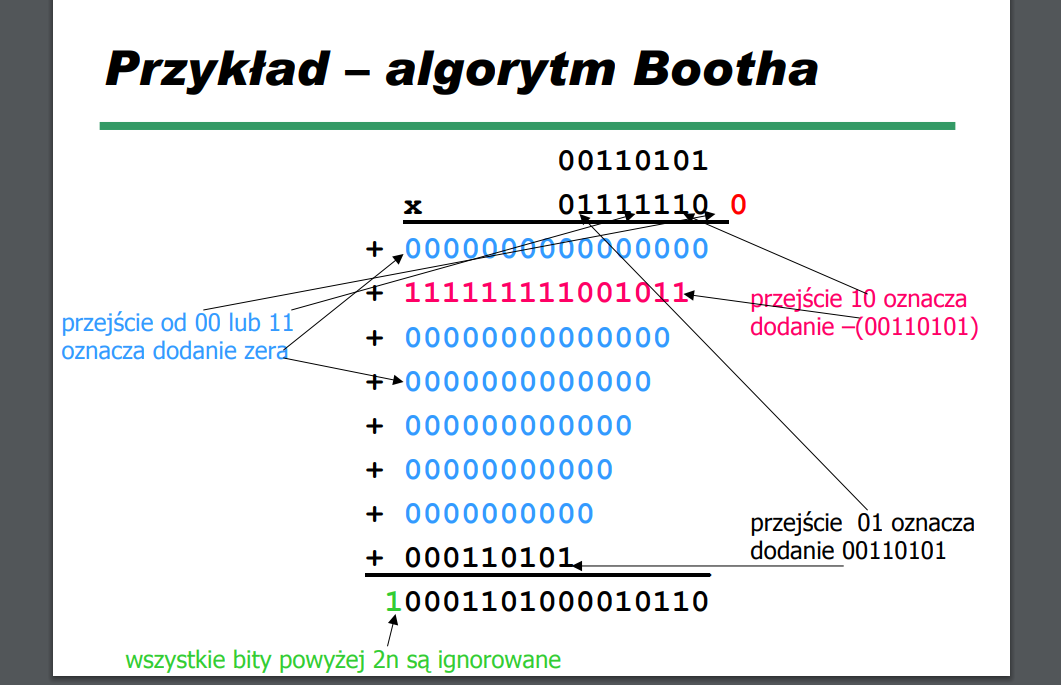 Przykład – algorytm Bootha
00110101
x 01111110 0
+ 0000000000000000
+ 111111111001011
przejście 10 oznacza
dodanie –(00110101)
przejście od 00 lub 11
oznacza dodanie zera
+ 00000000000000
+ 0000000000000
+ 000000000000
+ 00000000000
+ 0000000000
przejście 01 oznacza
dodanie 00110101
+ 000110101
10001101000010110
wszystkie bity powyżej 2n są ignorowane